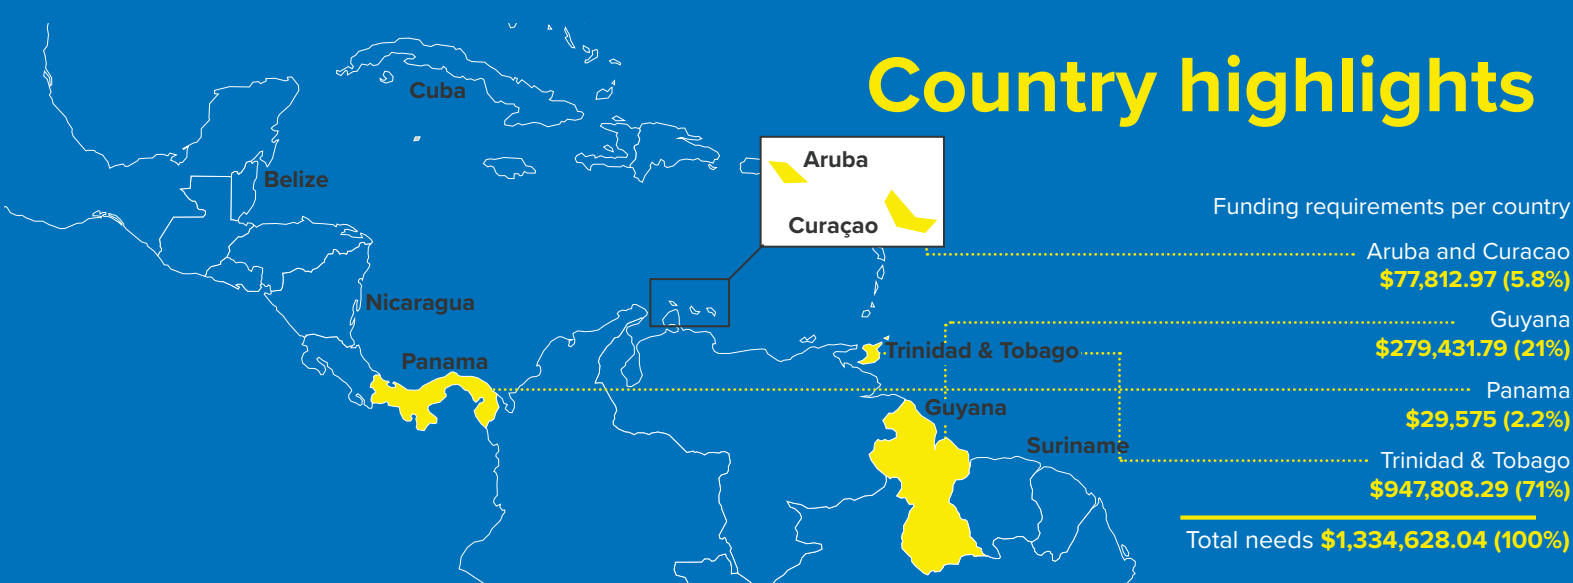 Country highlights
Cuba
Aruba
Belize
Curaçao
Nicaragua
Panama
Trinidad & Tobago
Guyana
Suriname
Funding requirements per country
Aruba and Curacao
$77,812.97 (5.8%)
Guyana
$279,431.79 (21%)
Panama
$29,575 (2.2%)
Trinidad & Tobago
$947,808.29 (71%)
Total needs $1,334,628.04 (100%)